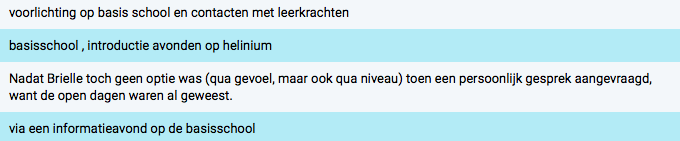 voorlichting op basis school en contacten met leerkrachten
basisschool , introductie avonden op helinium
Nadat Brielle toch geen optie was (qua gevoel, maar ook qua niveau) toen een persoonlijk gesprek aangevraagd,
want de open dagen waren al geweest.
via een informatieavond op de basisschool